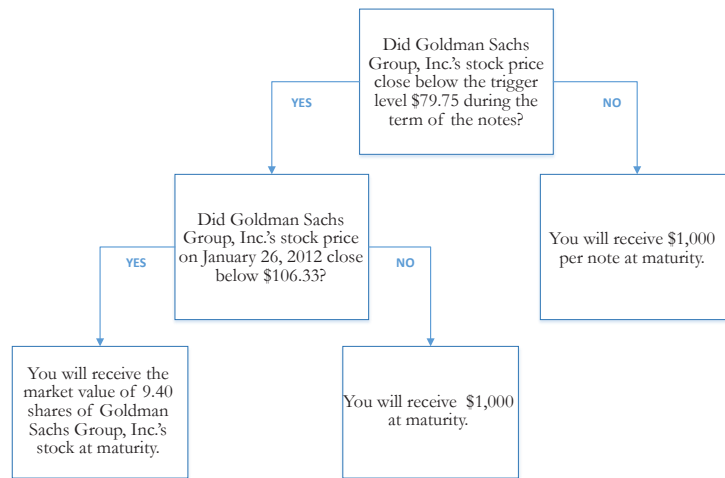 Did Goldman Sachs
Group, Inc.'s stock price
close below the trigger
level $79.75 during the
term of the notes?
YES
NO
Did Goldman Sachs
Group, Inc.'s stock price
on January 26, 2012 close
below $106.33?
You will receive $1,000
per note at maturity.
YES
NO
You will receive the
market value of 9.40
shares of Goldman
Sachs Group, Inc.'s
stock at maturity.
You will receive $1,000
at maturity.